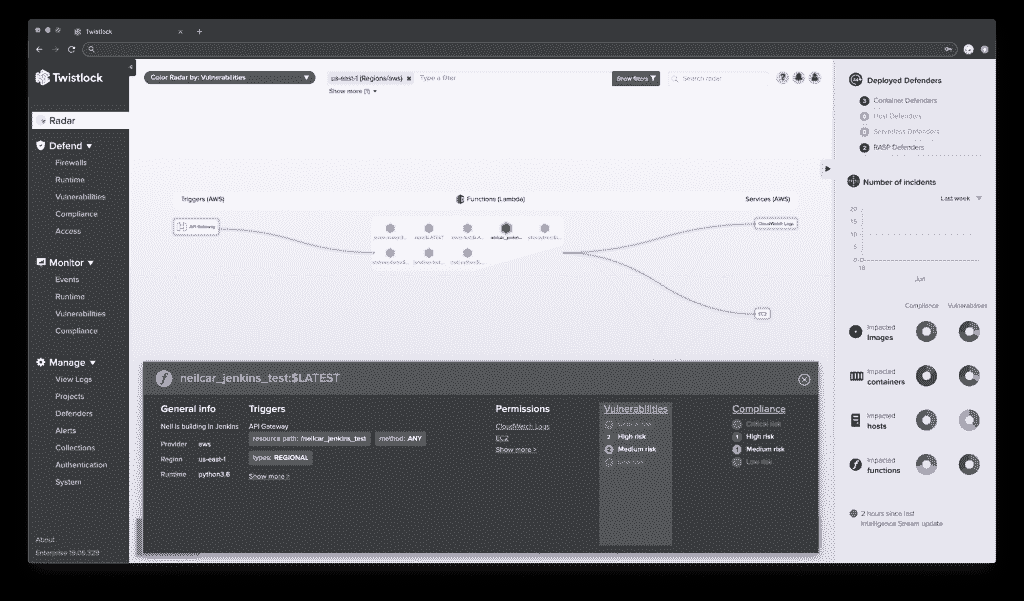 Twistlock
Twistlock
Radar
Defend
Firewalls
Runtime
Vulnerabilities
Compliance
Access
Monitor
Events
Runtime
Vulnerabilities
Compliance
Manage
View Logs
Projects
Defenders
Alerts
Collections
Authentication
System
About
Enterprise 19.05.328
Color Radar by: Vulnerabilities
us-east-1 (Regions/aws)
Type a filter
Show more (1)
Show filters
Search radar
Triggers (AWS)
Functions (Lambda)
Services (AWS)
API Gateway
CloudWatch Logs
EC2
neilcar_jenkins_test:$LATEST
General info
Neil is building in Jenkins
Provider aws
Region us-east-1
Runtime python3.6
Triggers
API Gateway
resource path: /neilcar_jenkins_test method: ANY
types: REGIONAL
Show more >
Permissions
CloudWatch Logs
EC2
Show more >
Vulnerabilities
2 High risk
Medium risk
Low risk
Compliance
Critical risk
1 High risk
1 Medium risk
Low risk
Deployed Defenders
3 Container Defenders
0 Host Defenders
0 Serverless Defenders
2 RASP Defenders
Number of incidents
Last week
20
15
10
5
0
18
Jun
Compliance Vulnerabilities
Impacted
Images
Impacted
containers
Impacted
hosts
Impacted
functions
2 hours since last
Intelligence Stream update